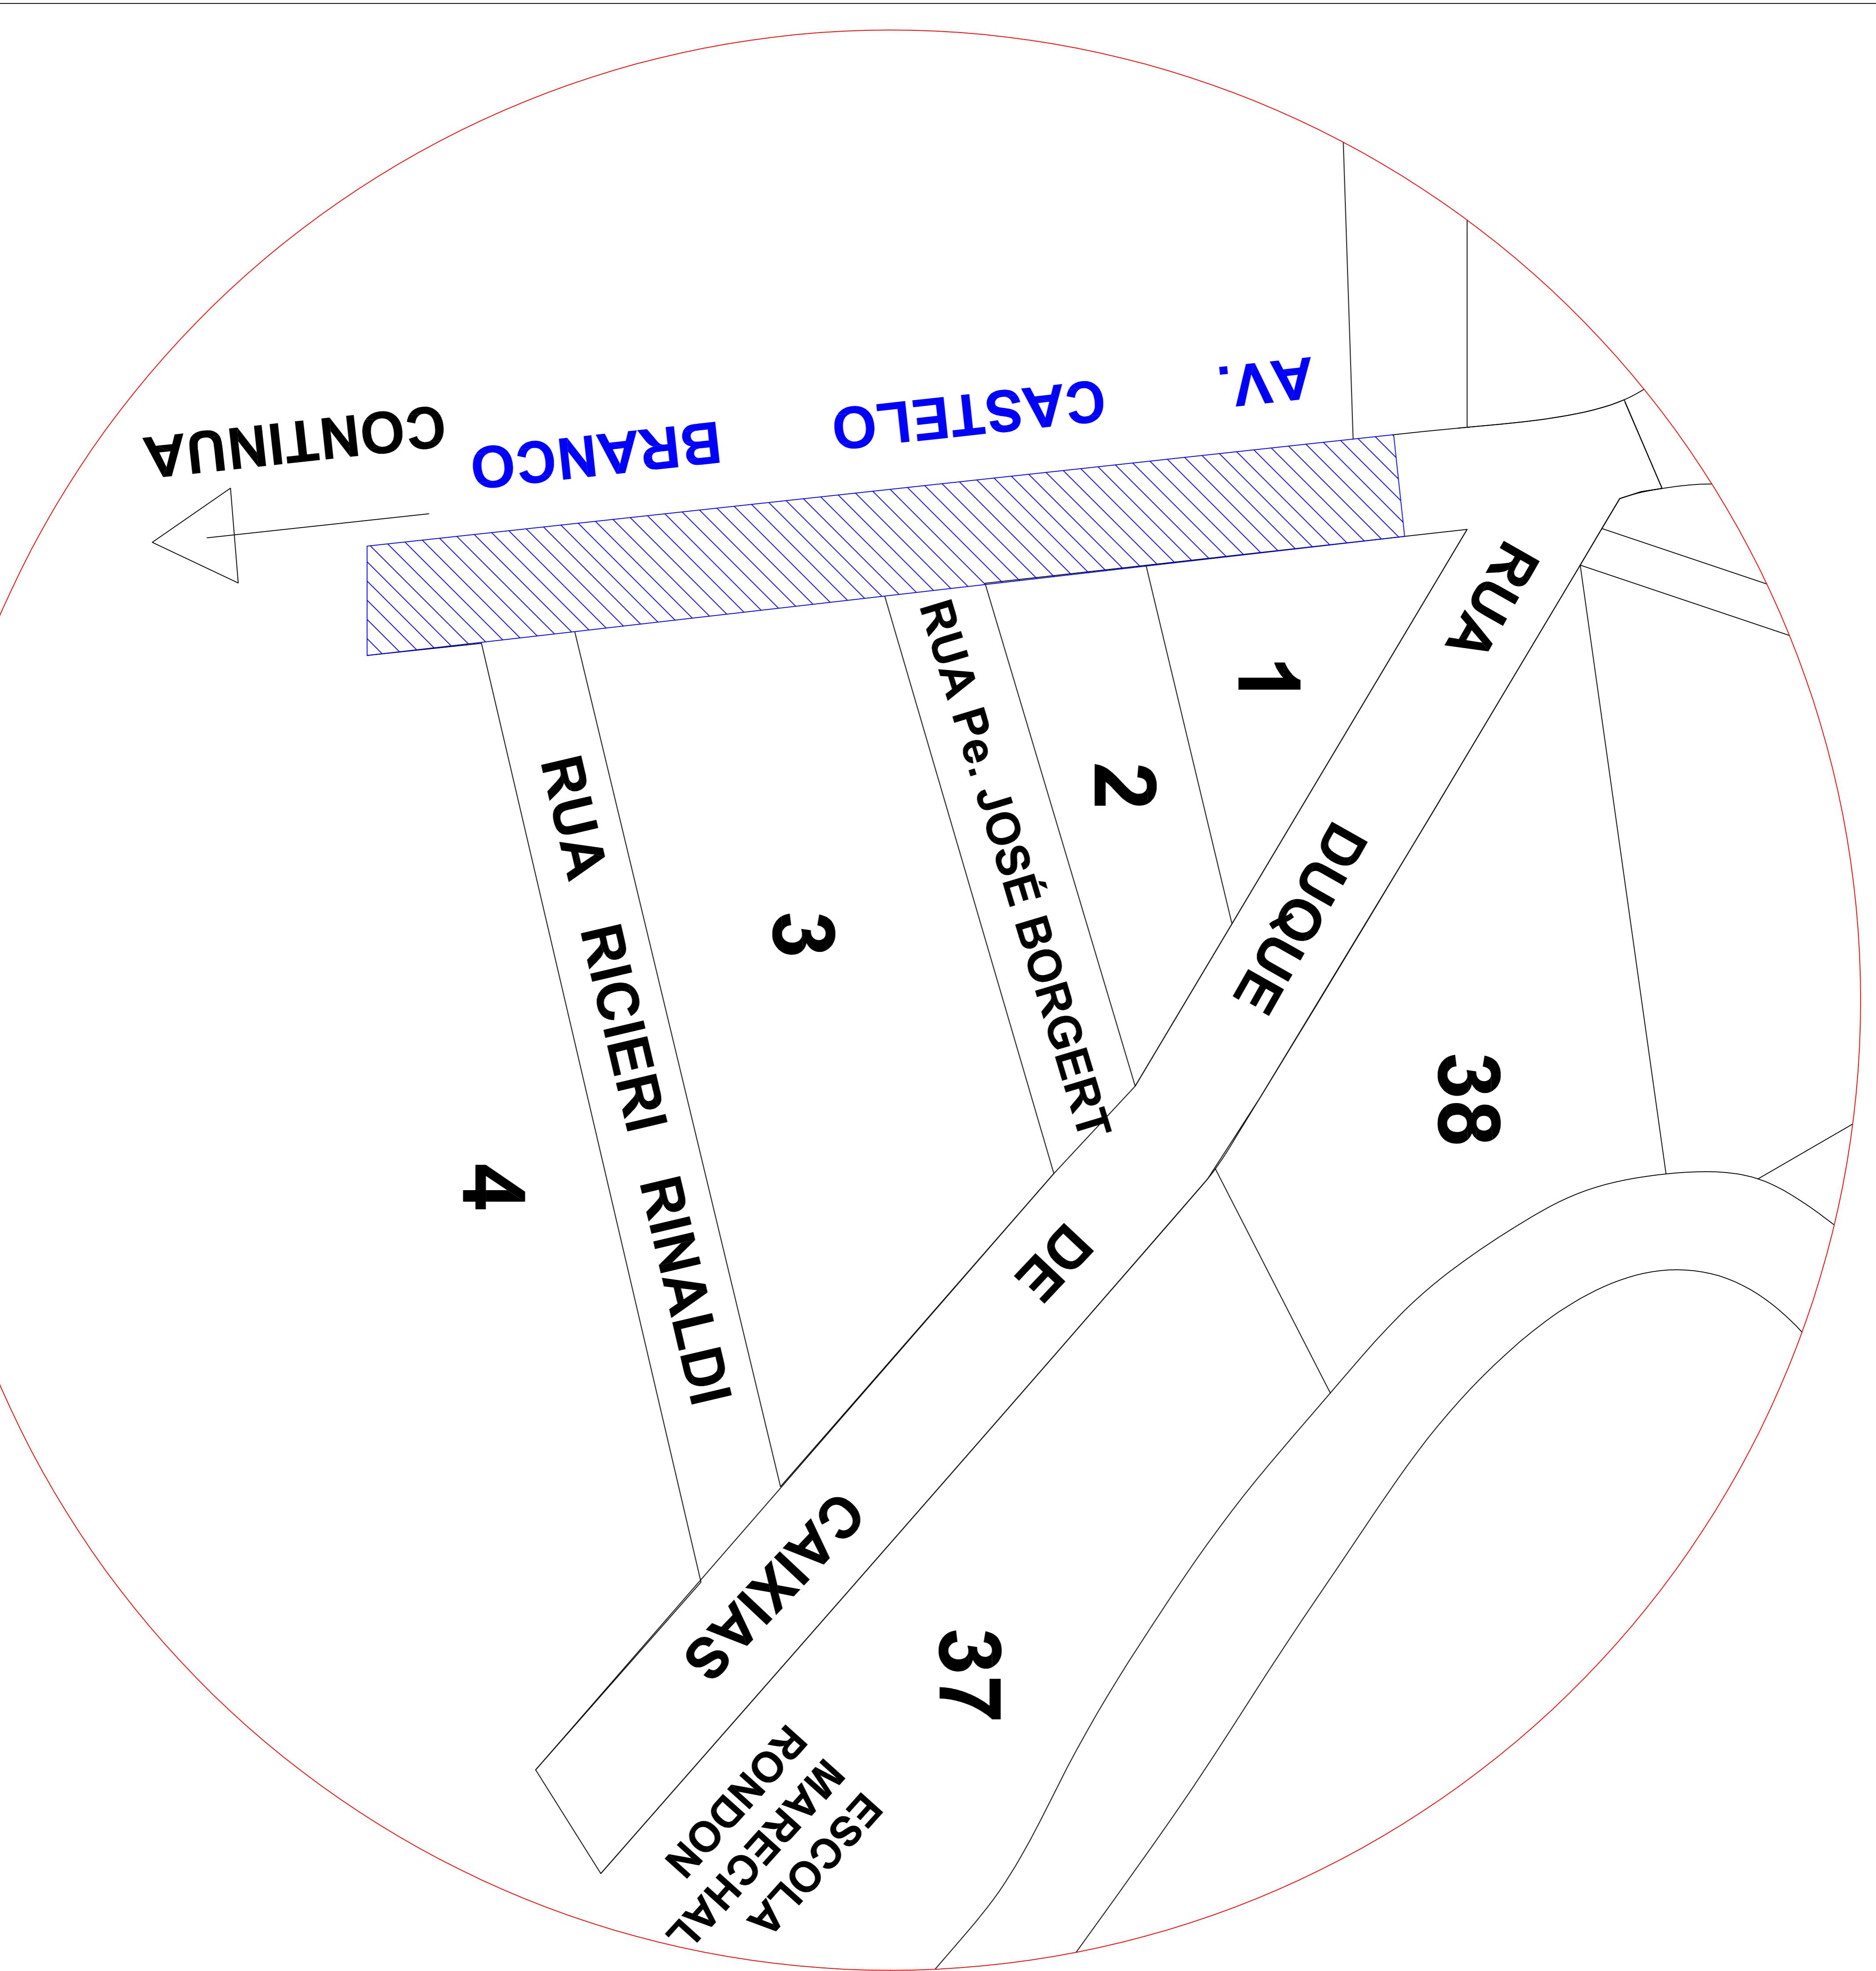 AV. CASTELO BRANCO
CONTINUA
RUA DUQUE DE CAIXIAS
1
2
RUA Pe. JOSÉ BORGERT
3
RUA RICIERI RINALDI
4
38
37
ESCOLA
MARECHAL
RONDON